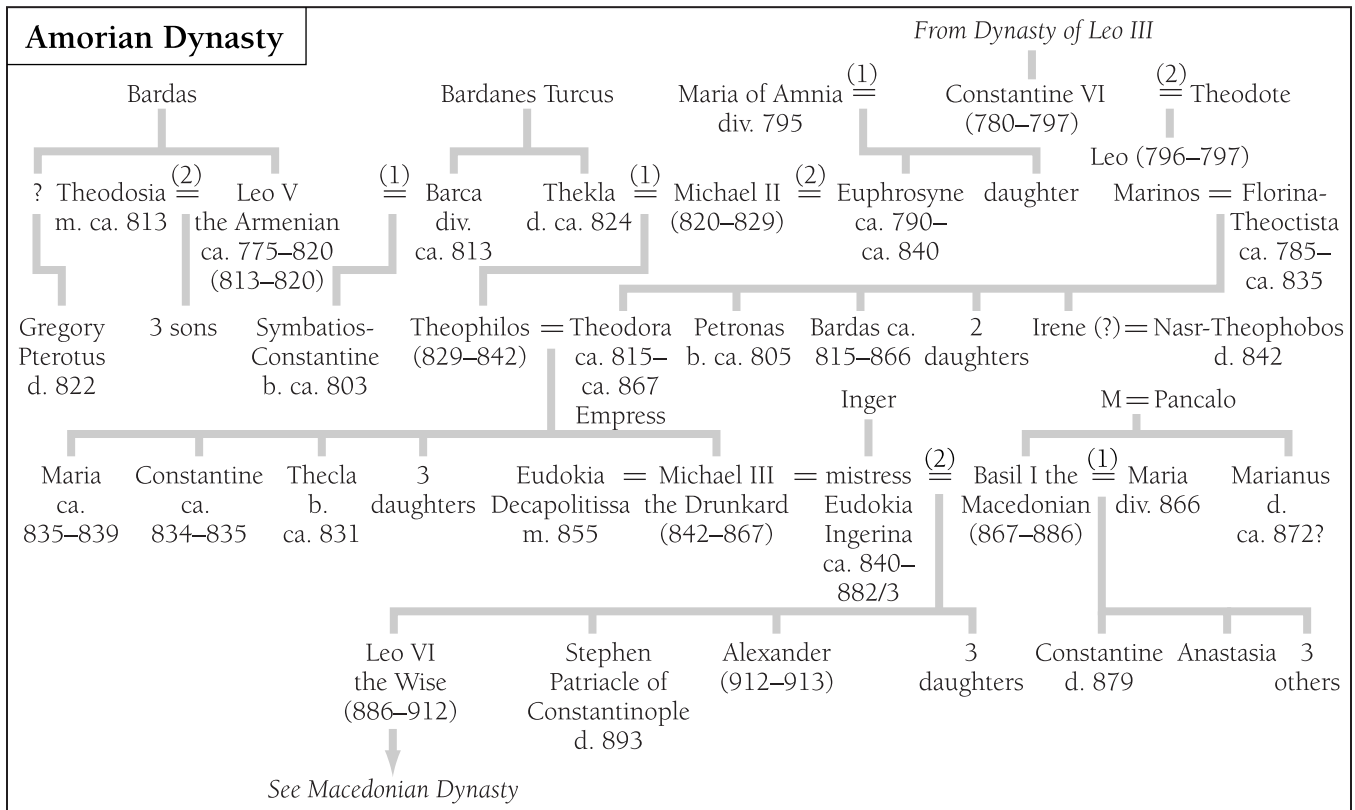 Amorian Dynasty
From Dynasty of Leo III
Bardas
Bardanes Turcus
Maria of Amnia
div. 795
(1)
=
Constantine VI
(780–797)
(2)
= Theodote
Leo (796–797)
?
Theodosia
m. ca. 813
(2)
=
Leo V
the Armenian
ca. 775–820
(813–820)
(1)
=
Barca
div.
ca. 813
Thekla
d. ca. 824
(1)
=
Michael II
(820–829)
(2)
=
Euphrosyne
ca. 790–
ca. 840
daughter
Marinos =
Florina-
Theoctista
ca. 785–
ca. 835
Gregory
Pterotus
d. 822
3 sons
Symbatios-
Constantine
b. ca. 803
Theophilos
(829–842)
=
Theodora
ca. 815–
ca. 867
Empress
Petronas
b. ca. 805
Bardas ca.
815–866
2
daughters
Irene (?) = Nasr-Theophobos
d. 842
Inger
M = Pancalo
Maria
ca.
835–839
Constantine
ca.
834–835
Thecla
b.
ca. 831
3
daughters
Eudokia
Decapolitissa
m. 855
=
Michael III
the Drunkard
(842–867)
=
mistress
Eudokia
Ingerina
ca. 840–
882/3
(2)
=
Basil I the
Macedonian
(867–886)
(1)
=
Maria
div. 866
Marianus
d.
ca. 872?
Leo VI
the Wise
(886–912)
Stephen
Patriacle of
Constantinople
d. 893
Alexander
(912–913)
3
daughters
Constantine
d. 879
Anastasia
3
others
See Macedonian Dynasty